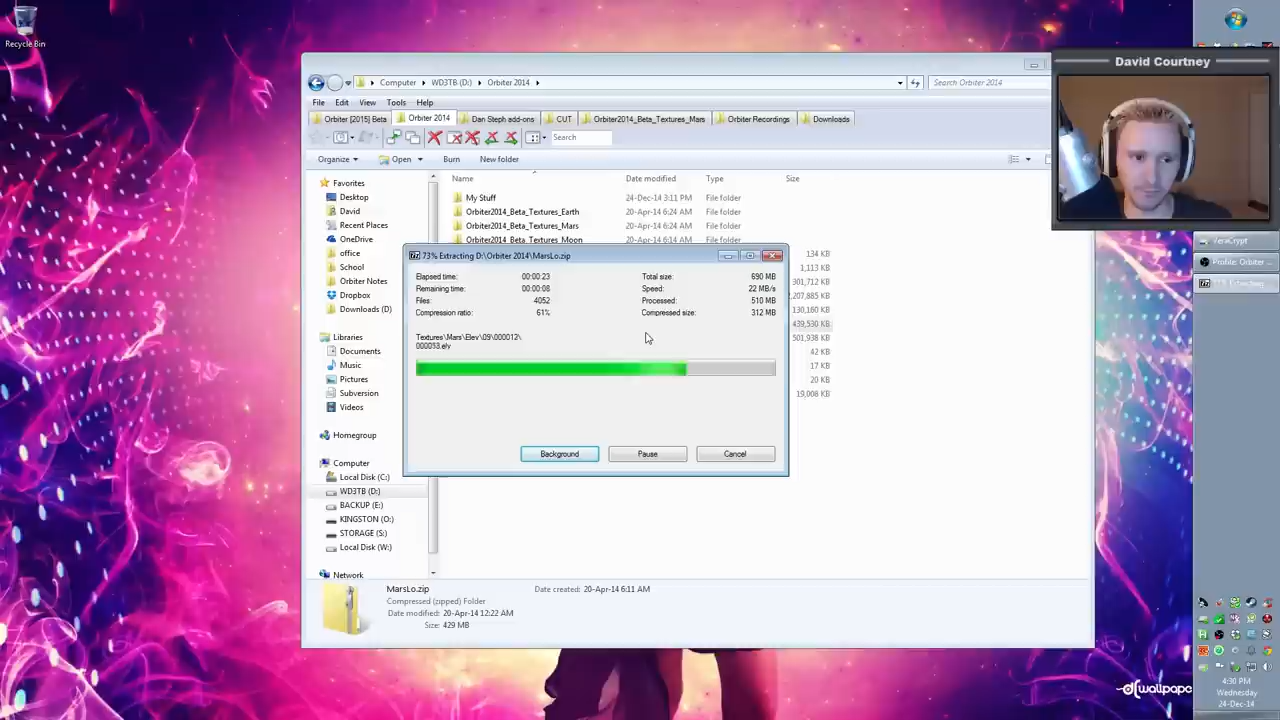 Recycle Bin
David Courtney
Computer WD3TB (D:) Orbiter 2014
Search Orbiter 2014
File Edit View Tools Help
Orbiter [2015] Beta Orbiter 2014 Dan Steph add-ons CUT Orbiter2014_Beta_Textures_Mars Orbiter Recordings Downloads
Search
Organize Open Burn New folder
Name Date modified Type Size
My Stuff 24-Dec-14 3:11 PM File folder
Orbiter2014_Beta_Textures_Earth 20-Apr-14 6:24 AM File folder
Orbiter2014_Beta_Textures_Mars 20-Apr-14 6:24 AM File folder
Orbiter2014_Beta_Textures_Moon 20-Apr-14 6:14 AM File folder
134 KB
1,113 KB
301,712 KB
,207,885 KB
130,160 KB
439,530 KB
501,938 KB
42 KB
17 KB
20 KB
19,008 KB
Favorites
Desktop
David
Recent Places
OneDrive
office
School
Orbiter Notes
Dropbox
Downloads (D)
Libraries
Documents
Music
Pictures
Subversion
Videos
Homegroup
Computer
Local Disk (C:)
WD3TB (D:)
BACKUP (E:)
KINGSTON (O:)
STORAGE (S:)
Local Disk (W:)
Network
73% Extracting D:\Orbiter 2014\MarsLo.zip
Elapsed time: 00:00:23 Total size: 690 MB
Remaining time: 00:00:08 Speed: 22 MB/s
Files: 4052 Processed: 510 MB
Compression ratio: 61% Compressed size: 312 MB
Textures\Mars\Elev\09\000012\
000053.elv
Background Pause Cancel
MarsLo.zip Date created: 20-Apr-14 6:11 AM
Compressed (zipped) Folder
Date modified: 20-Apr-14 12:22 AM
Size: 429 MB
VeraCrypt
Profile: Orbiter ...
4:30 PM
Wednesday
24-Dec-14